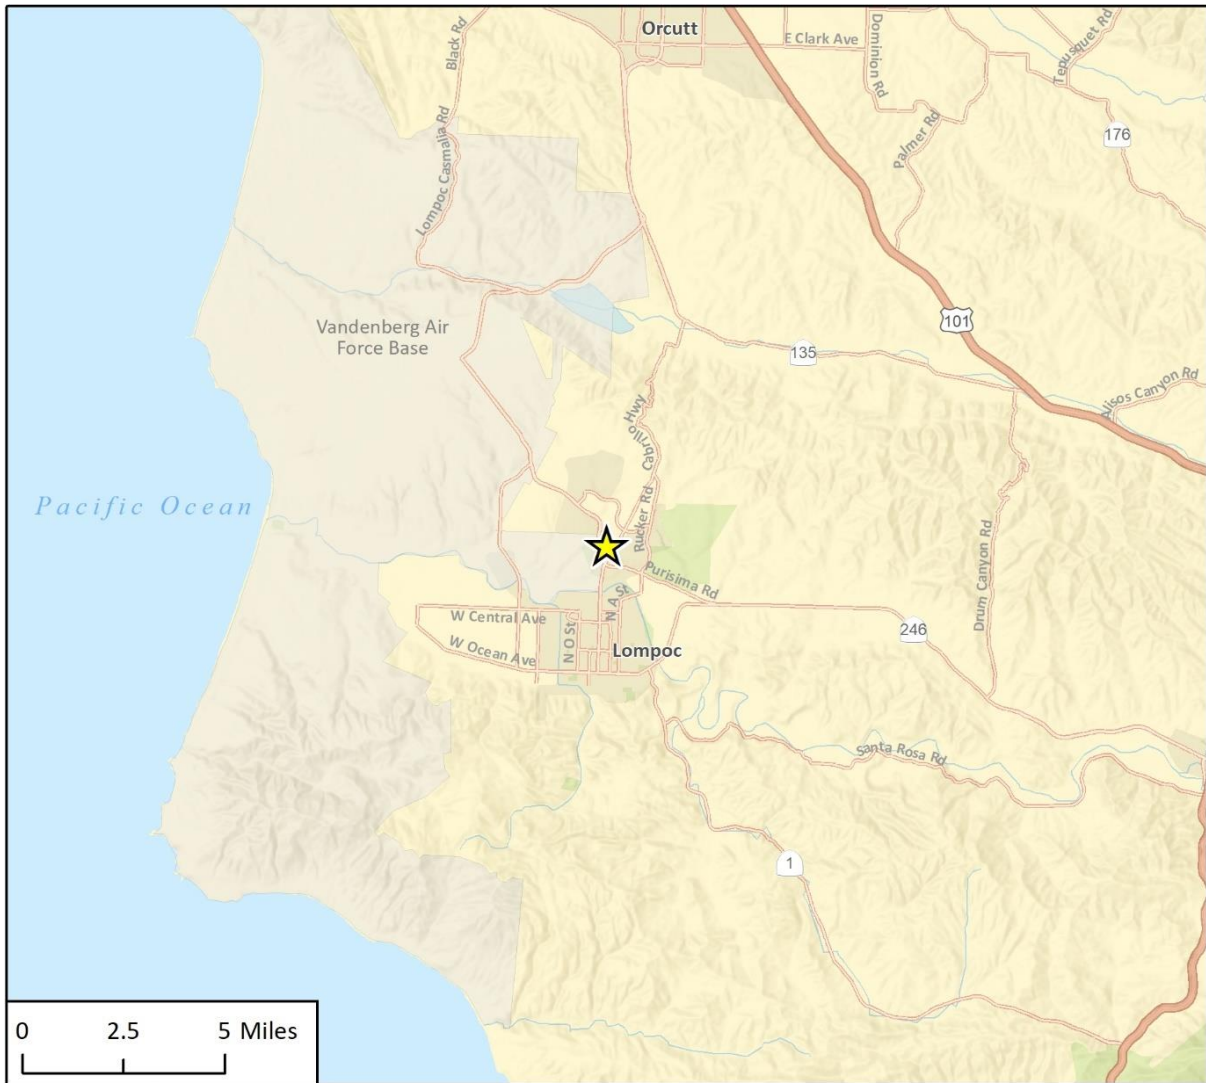 Orcutt
E Clark Ave
Black Rd
Dominion Rd
Tepusquet Rd
176
Palmer Rd
Lompoc Casmalia Rd
Vandenberg Air
Force Base
101
135
Alisos Canyon Rd
Cabrillo Hwy
Pacific Ocean
Rucker Rd
Purisima Rd
Drum Canyon Rd
N A St
W Central Ave
246
N O St
W Ocean Ave
Lompoc
Santa Rosa Rd
1
0 2.5 5 Miles